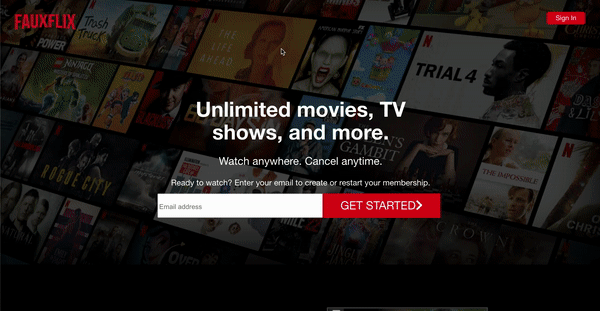 FAUXFLIX
Sign In
Trash
Truck
THE
LIFE
AHEAD
TRIAL 4
ROGUE CITY
GAMBIT
THE IMPOSSIBLE
CROWN
Unlimited movies, TV
shows, and more.
Watch anywhere. Cancel anytime.
Ready to watch? Enter your email to create or restart your membership.
Email address
GET STARTED